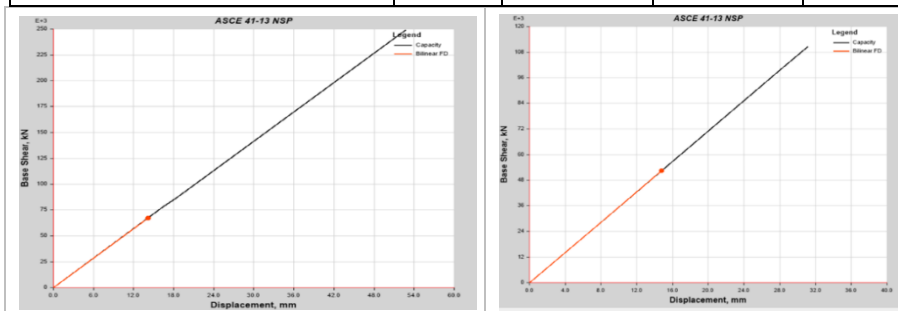 ASCE 41-13 NSP
E+3
Legend
Capacity
Bilinear FD
250
225
200
175
150
125
100
75
50
25
0
Base Shear, kN
0.0 6.0 12.0 18.0 24.0 30.0 36.0 42.0 48.0 54.0 60.0
Displacement, mm
ASCE 41-13 NSP
E+3
Legend
Capacity
Bilinear FD
120
108
96
84
72
60
48
36
24
12
0
Base Shear, kN
0.0 4.0 8.0 12.0 16.0 20.0 24.0 28.0 32.0 36.0 40.0
Displacement, mm